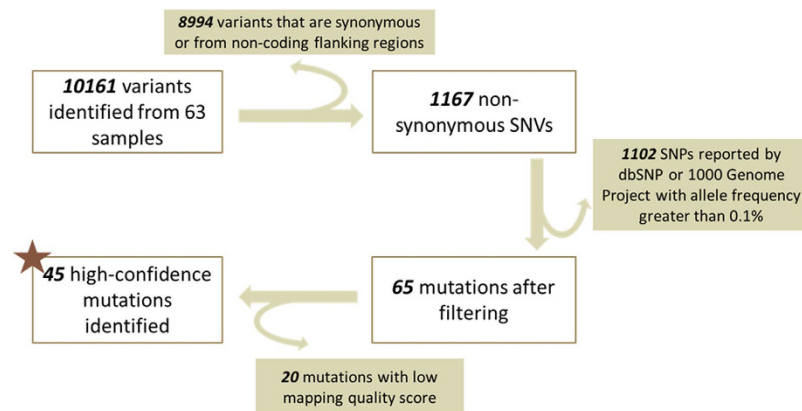 8994 variants that are synonymous
or from non-coding flanking regions
10161 variants
identified from 63
samples
1167 non-
synonymous SNVs
1102 SNPs reported by
dbSNP or 1000 Genome
Project with allele frequency
greater than 0.1%
65 mutations after
filtering
45 high-confidence
mutations
identified
20 mutations with low
mapping quality score